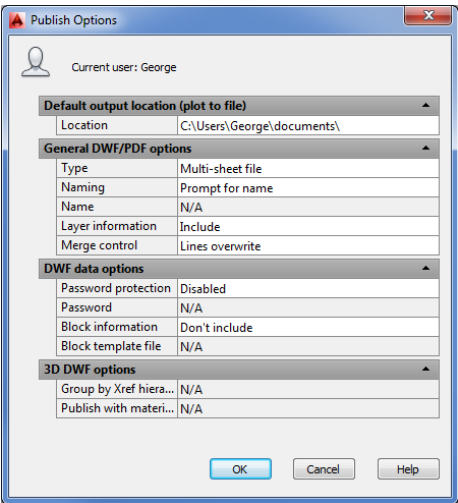 Publish Options
Current user: George
Default output location (plot to file)
Location C:\Users\George\documents\
General DWF/PDF options
Type Multi-sheet file
Naming Prompt for name
Name N/A
Layer information Include
Merge control Lines overwrite
DWF data options
Password protection Disabled
Password N/A
Block information Don't include
Block template file N/A
3D DWF options
Group by Xref hiera... N/A
Publish with materi... N/A
OK Cancel Help